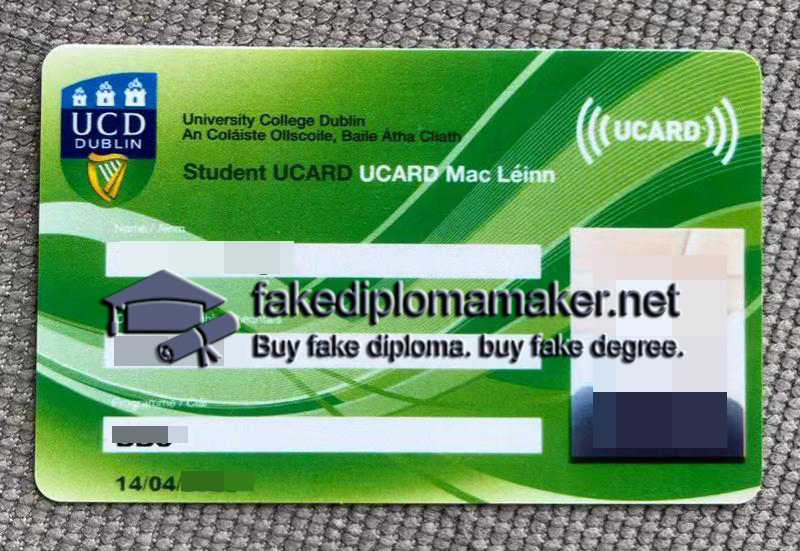 UCD
DUBLIN
University College Dublin
An Coláiste Ollscoile, Baile Átha Cliath
Student UCARD UCARD Mac Léinn
UCARD
Name / Ainm
fakediplomamaker.net
Buy fake diploma. buy fake degree.
Programme / Clár
14/04/